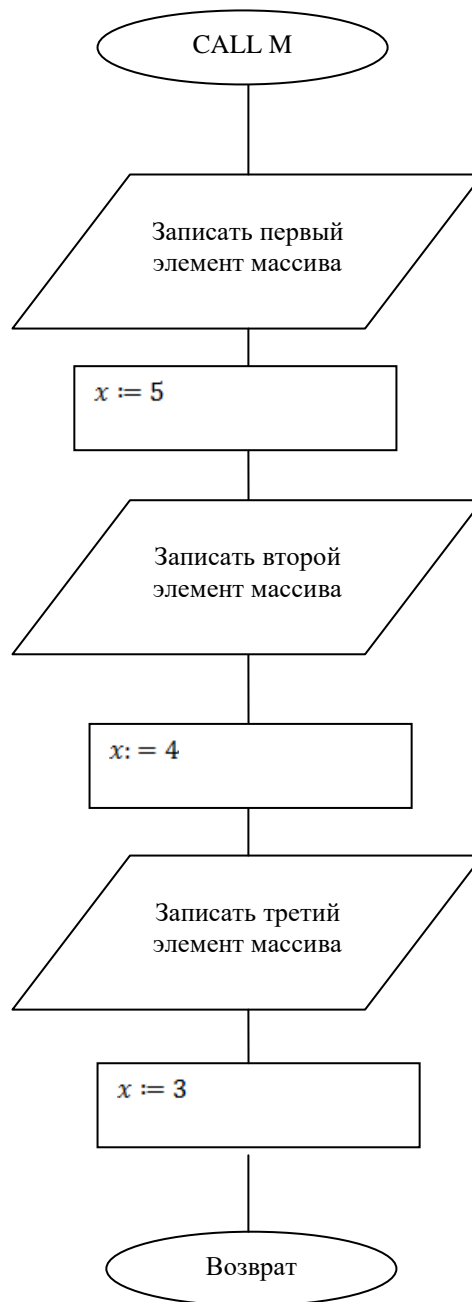 CALL M
Записать первый
элемент массива
x := 5
Записать второй
элемент массива
x: = 4
Записать третий
элемент массива
x := 3
Возврат